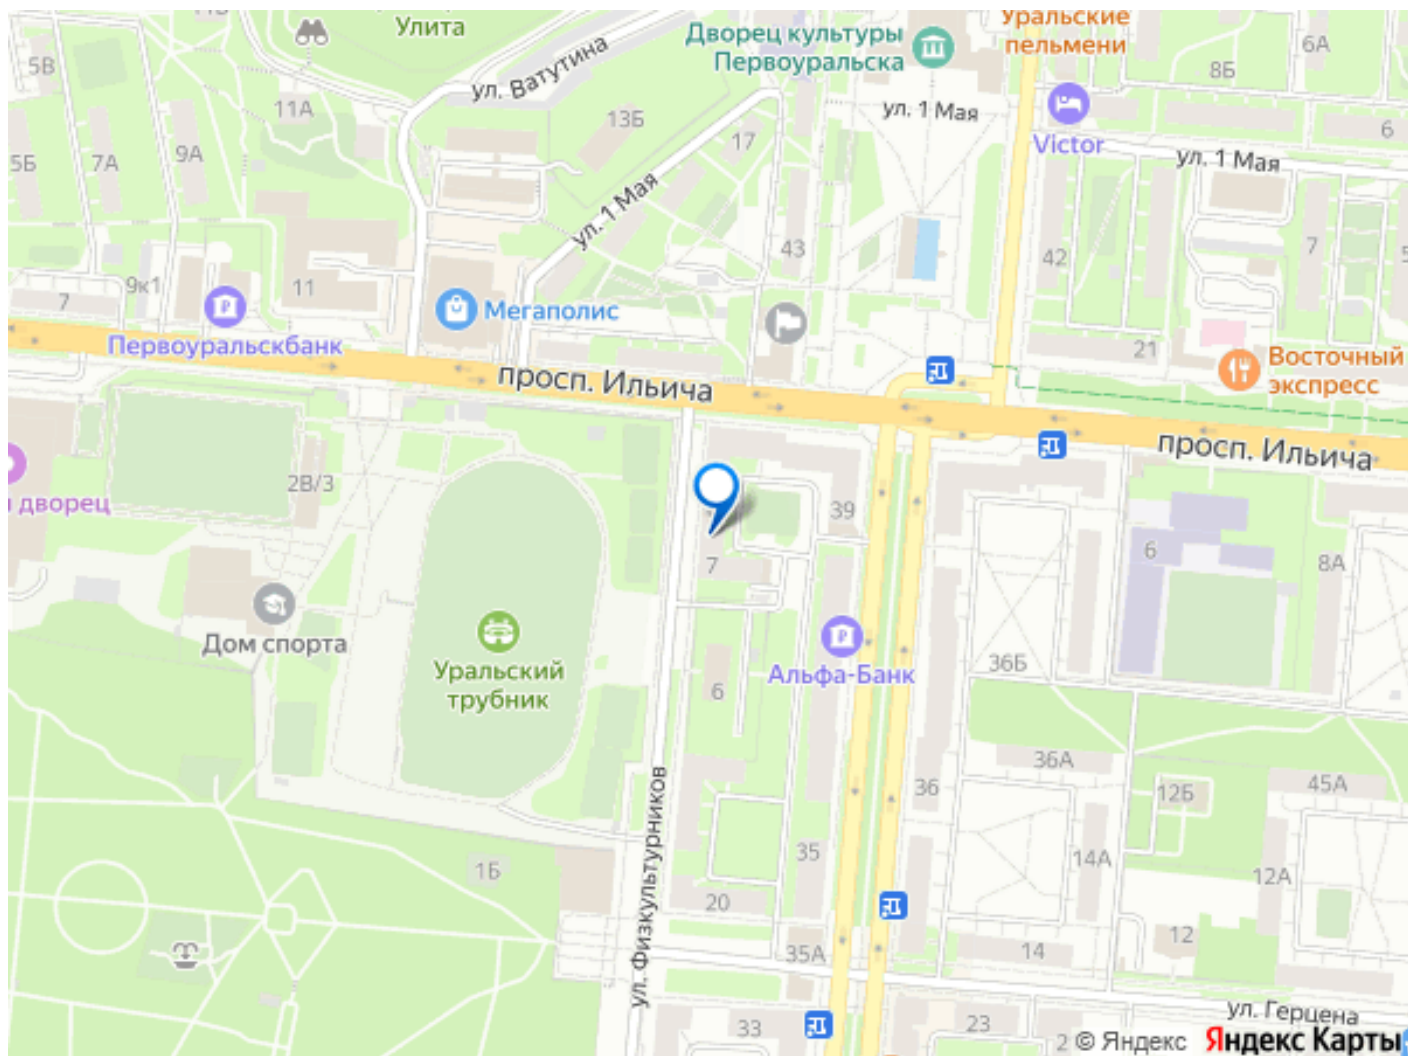 Улита
Дворец культуры
Первоуральска
Уральские
пельмени
6А
5В
ул. Ватутина
8Б
11А
13Б
ул. 1 Мая
6
17
Victor
ул. 1 Мая
5Б
7А
9А
ул. 1 Мая
43
42
7
9к1
7
11
Мегаполис
Первоуральскбанк
21
Восточный
экспресс
просп. Ильича
просп. Ильича
2В/3
дворец
39
6
8А
7
Дом спорта
Уральский
трубник
Альфа-Банк
36Б
6
36А
36
12Б
45А
ул. Физкультурников
35
14А
1Б
12А
20
12
14
35А
ул. Герцена
33
23
2
© Яндекс
Яндекс Карты